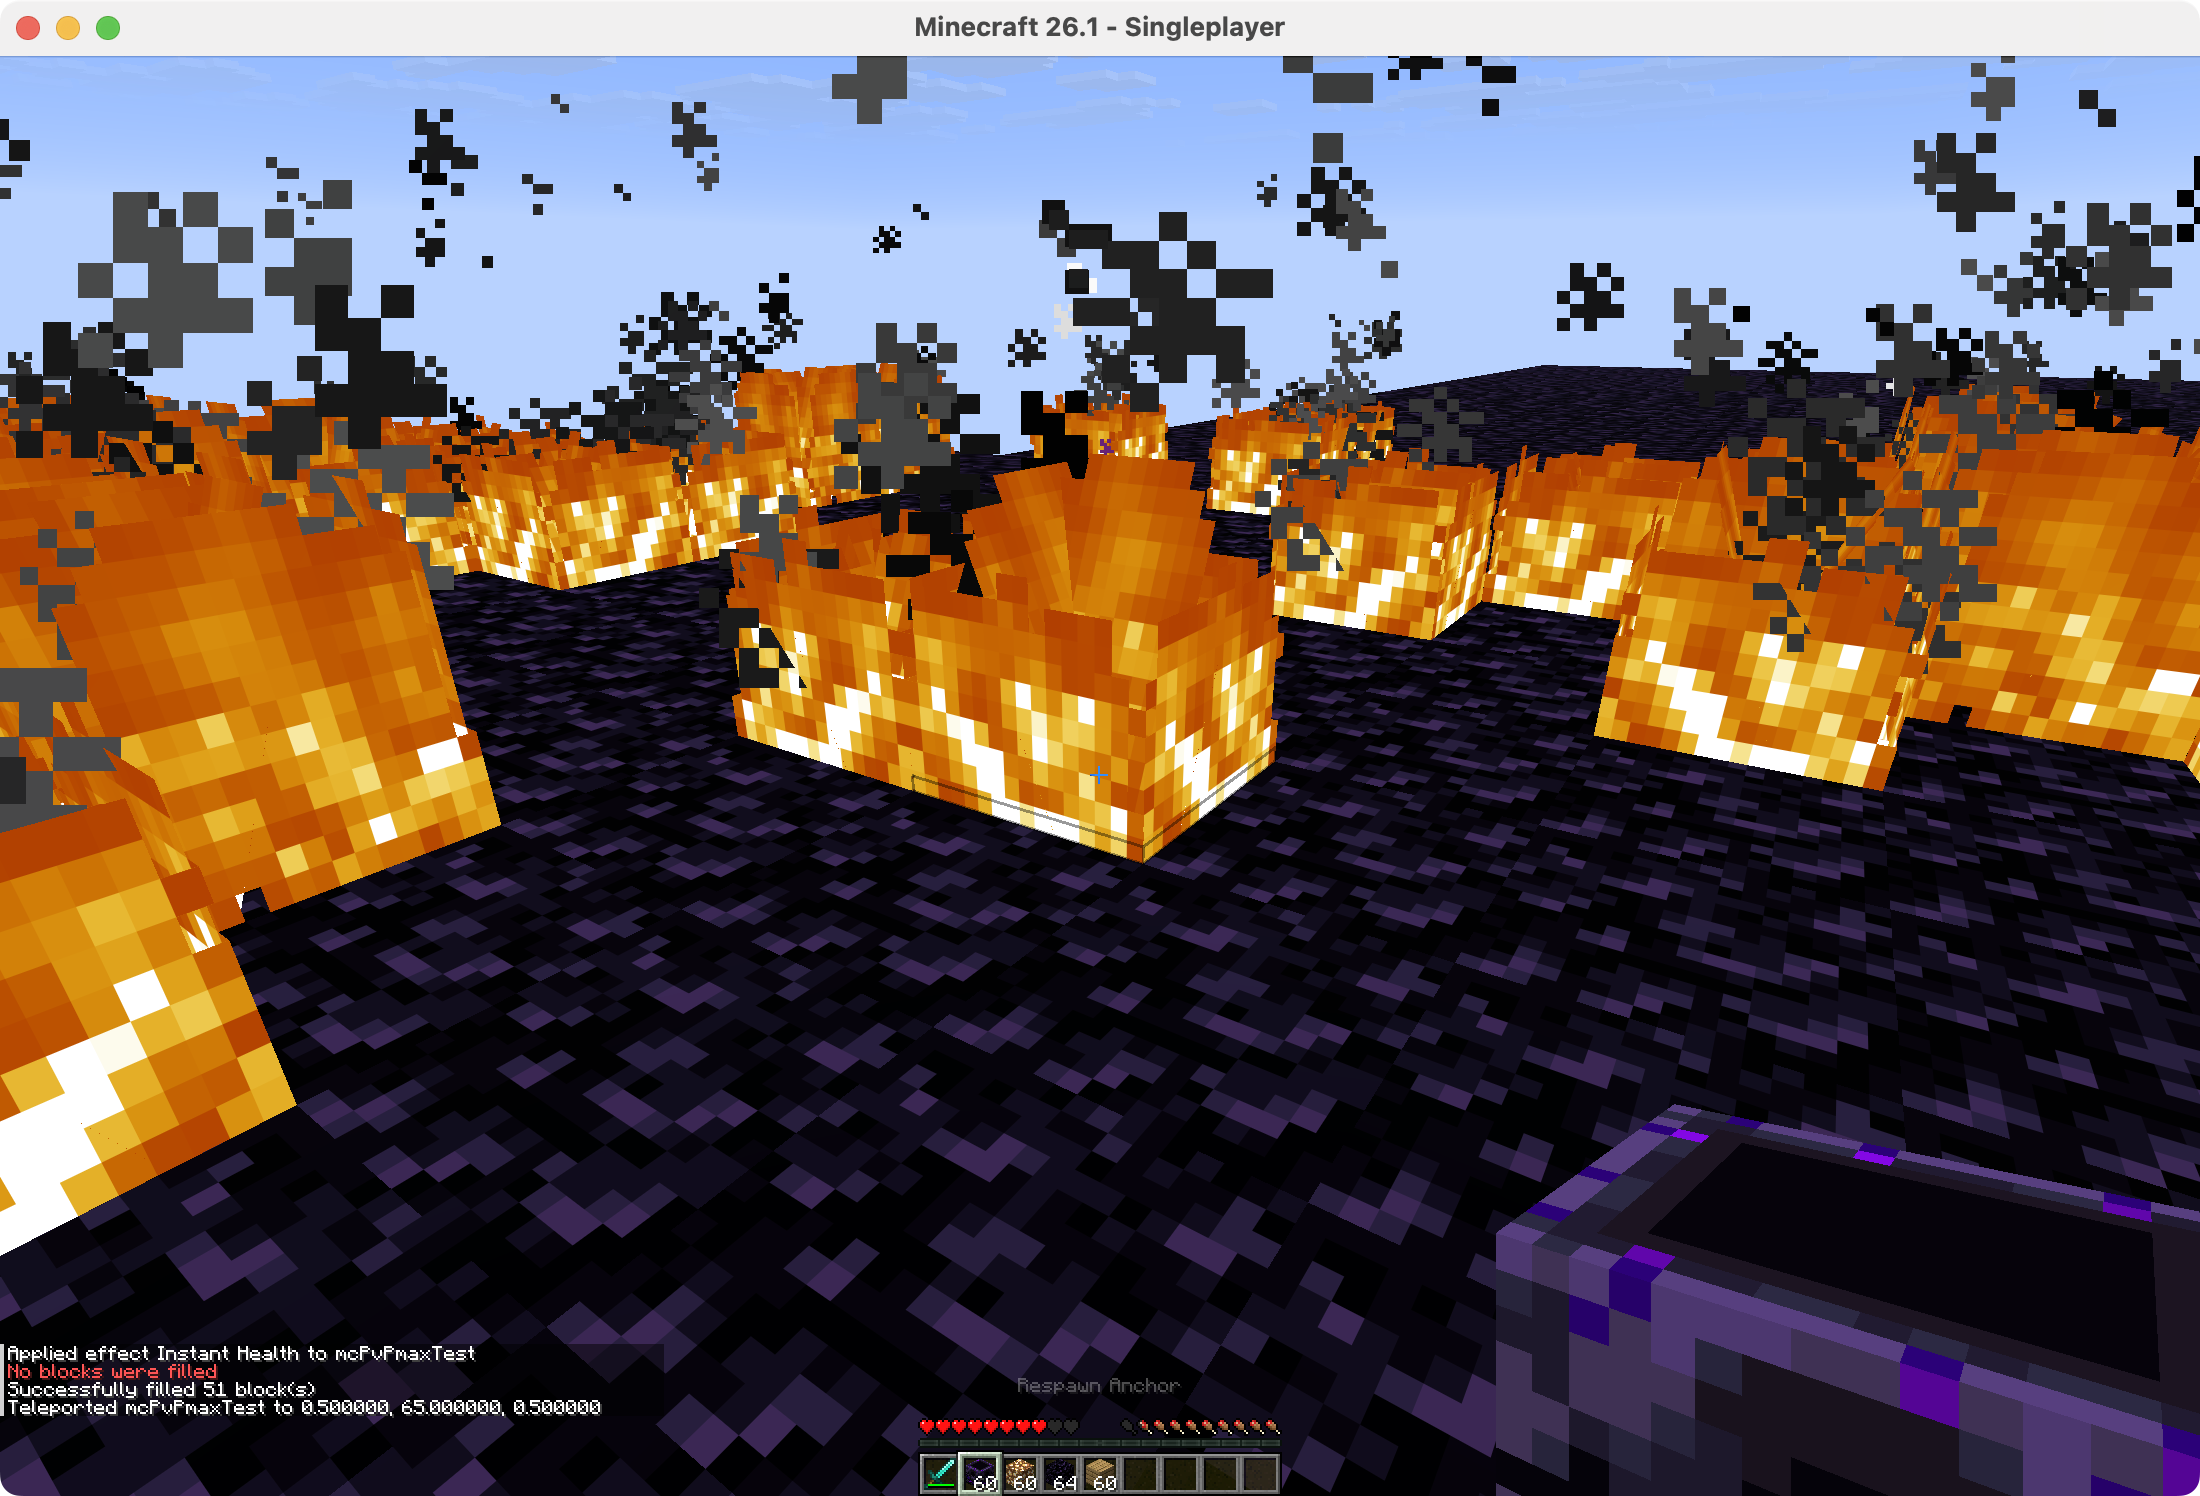 Minecraft 26.1 - Singleplayer
Applied effect Instant Health to mcPvPmaxTest
No blocks were filled
Successfully filled 51 block(s)
Teleported mcPvPmaxTest to 0.500000, 65.000000, 0.500000
Respawn Anchor
60 60 64 60